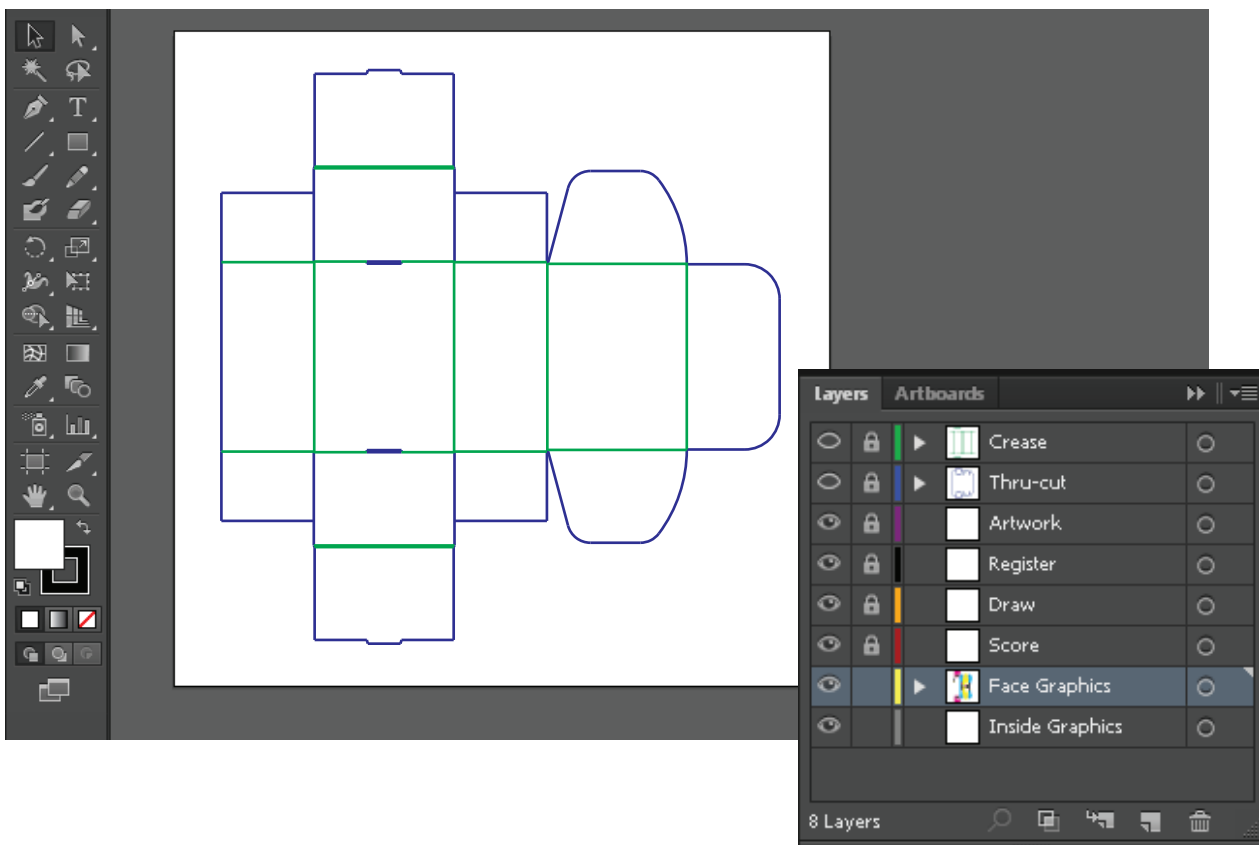 T
Layers Artboards
Crease
Thru-cut
Artwork
Register
Draw
Score
Face Graphics
Inside Graphics
8 Layers